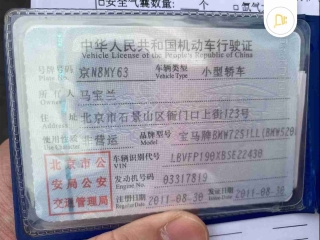 □安全气囊数量:
中华人民共和国机动车行驶证
Vehicle License of the People's Republic of China
号牌号码 京N8MY63 车辆类型 Vehicle Type 小型轿车
所有人 马宝兰
住址 北京市石景山区衙门口上街123号
非营运 品牌型号 宝马牌BMW7251LL(BMW520
北京市公安局公安交通管理局
车辆识别代号 VIN LBVFP190XBSE22430
发动机号码 Engine No. 03317819
注册日期 2011-08-30 发证日期 2011-08-30